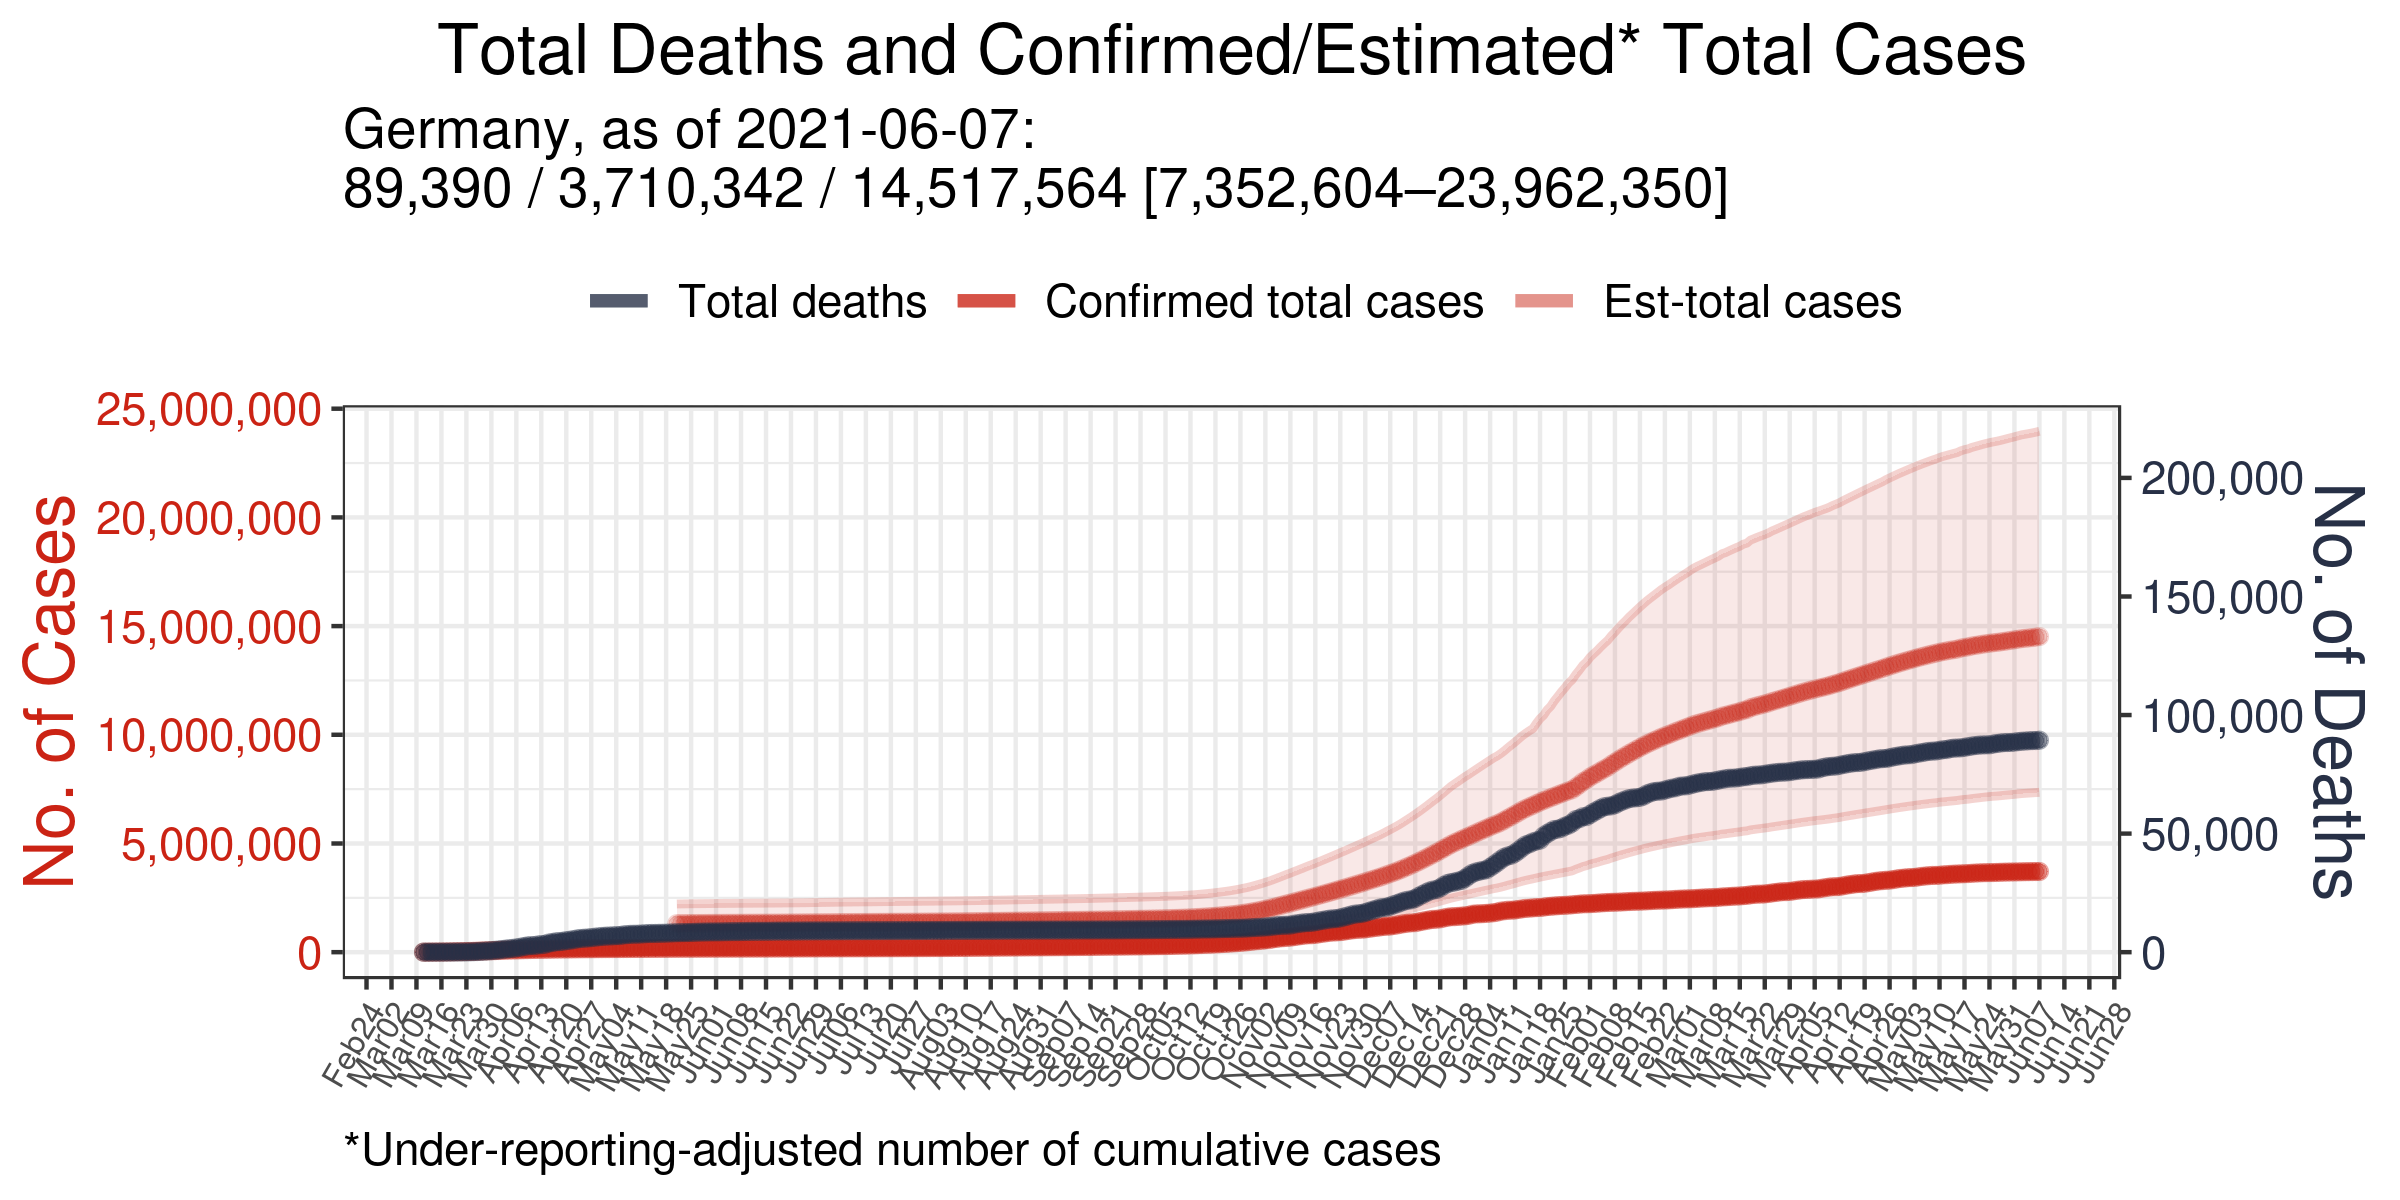 Total Deaths and Confirmed/Estimated* Total Cases
Germany, as of 2021-06-07:
89,390 / 3,710,342 / 14,517,564 [7,352,604–23,962,350]
Total deaths Confirmed total cases Est-total cases
No. of Cases
25,000,000
20,000,000
15,000,000
10,000,000
5,000,000
0
200,000
150,000
100,000
50,000
0
No. of Deaths
Feb24 Mar02 Mar09 Mar16 Mar23 Mar30 Apr06 Apr13 Apr20 Apr27 May04 May11 May18 May25 Jun01 Jun08 Jun15 Jun22 Jun29 Jul06 Jul13 Jul20 Jul27 Aug03 Aug10 Aug17 Aug24 Aug31 Sep07 Sep14 Sep21 Sep28 Oct05 Oct12 Oct19 Oct26 Nov02 Nov09 Nov16 Nov23 Nov30 Dec07 Dec14 Dec21 Dec28 Jan04 Jan11 Jan18 Jan25 Feb01 Feb08 Feb15 Feb22 Mar01 Mar08 Mar15 Mar22 Mar29 Apr05 Apr12 Apr19 Apr26 May03 May10 May17 May24 May31 Jun07 Jun14 Jun21 Jun28
*Under-reporting-adjusted number of cumulative cases